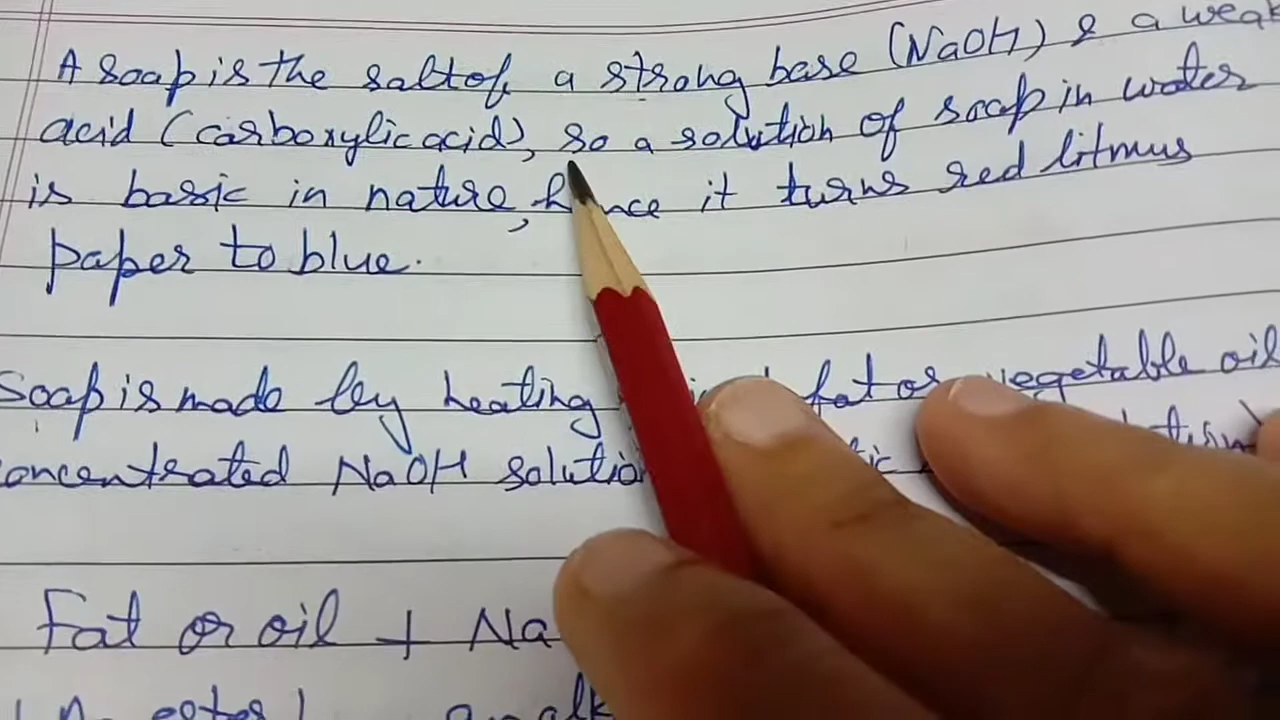 A soap is the salt of a strong base (NaOH) & a weak
acid (carboxylic acid), so a solution of soap in water
is basic in nature, hence it turns red litmus
paper to blue.
Soap is made by heating fat or vegetable oil
concentrated NaOH solution
Fat or oil + Na